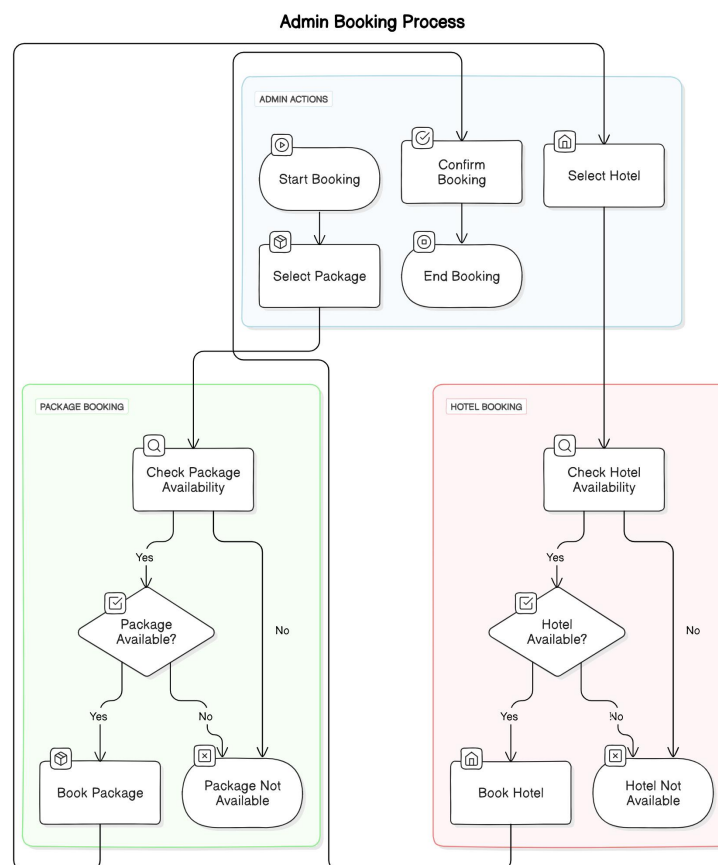 Admin Booking Process
ADMIN ACTIONS
Start Booking
Confirm
Booking
Select Hotel
Select Package
End Booking
PACKAGE BOOKING
HOTEL BOOKING
Check Package
Availability
Check Hotel
Availability
Yes
Yes
Package
Available?
No
Hotel
Available?
No
Yes
No
Yes
No
Book Package
Package Not
Available
Book Hotel
Hotel Not
Available